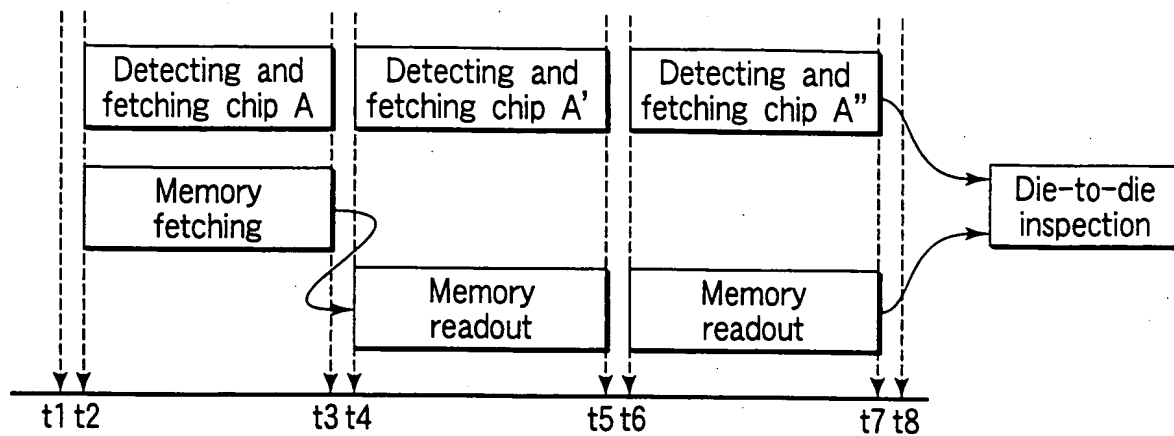 Detecting and
fetching chip A
Detecting and
fetching chip A'
Detecting and
fetching chip A"
Memory
fetching
Die-to-die
inspection
Memory
readout
Memory
readout
t1 t2 t3 t4 t5 t6 t7 t8